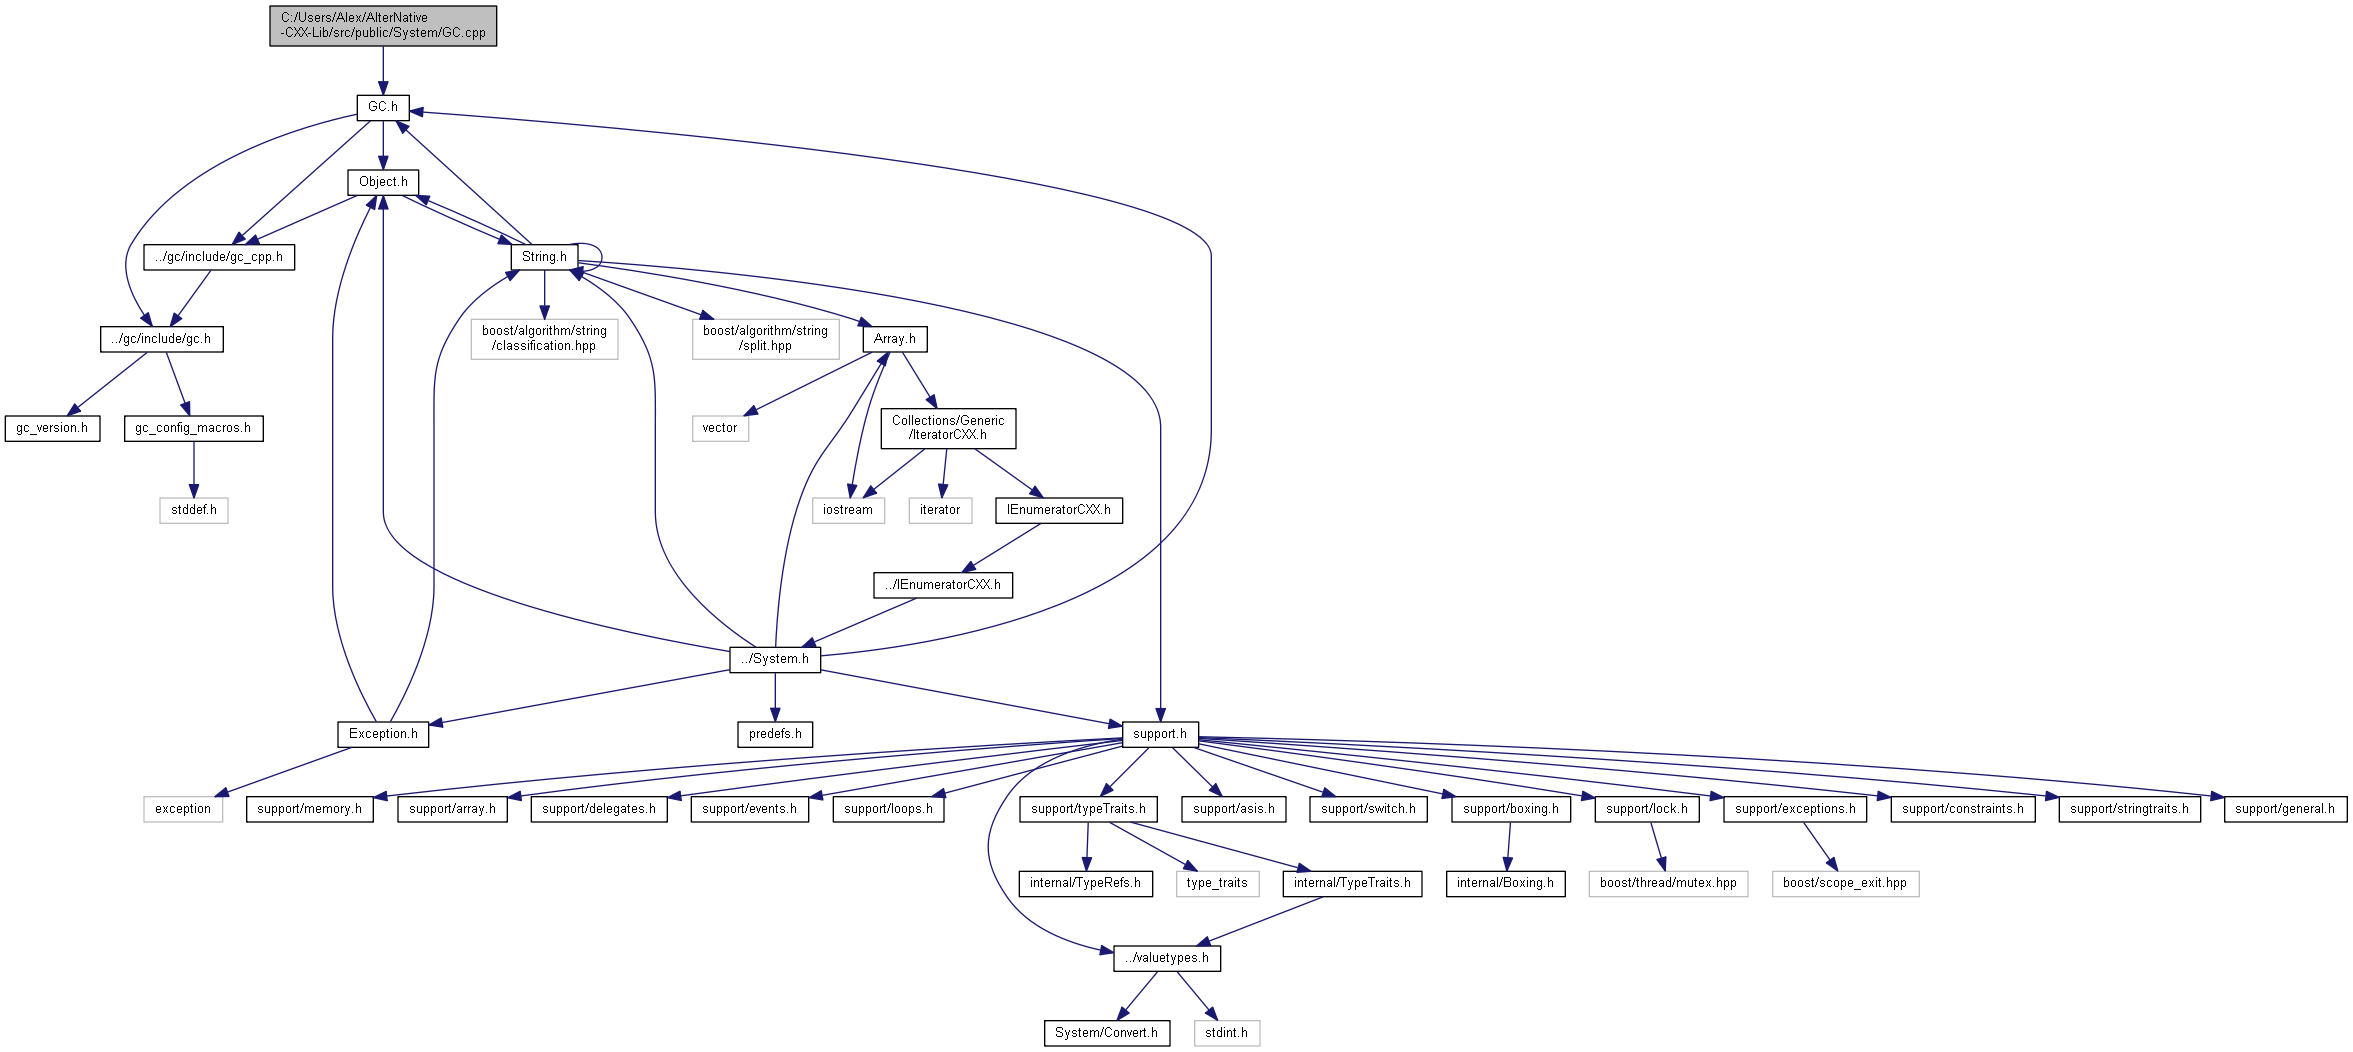 C:/Users/Alex/AlterNative
-CXX-Lib/src/public/System/GC.cpp
GC.h
Object.h
../gc/include/gc_cpp.h
String.h
../gc/include/gc.h
boost/algorithm/string
/classification.hpp
boost/algorithm/string
/split.hpp
Array.h
gc_version.h
gc_config_macros.h
vector
Collections/Generic
/IteratorCXX.h
stddef.h
iostream
iterator
IEnumeratorCXX.h
../IEnumeratorCXX.h
../System.h
Exception.h
predefs.h
support.h
exception
support/memory.h
support/array.h
support/delegates.h
support/events.h
support/loops.h
support/typeTraits.h
support/asis.h
support/switch.h
support/boxing.h
support/lock.h
support/exceptions.h
support/constraints.h
support/stringtraits.h
support/general.h
internal/TypeRefs.h
type_traits
internal/TypeTraits.h
internal/Boxing.h
boost/thread/mutex.hpp
boost/scope_exit.hpp
../valuetypes.h
System/Convert.h
stdint.h